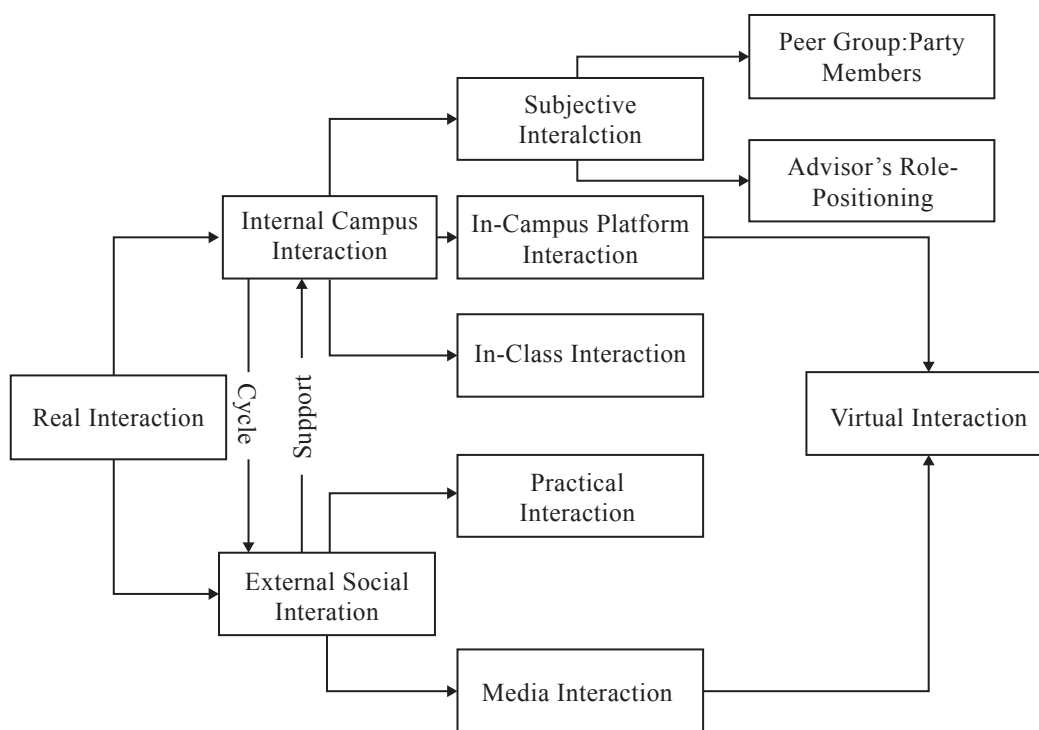 Peer Group:Party
Members
Subjective
Interalction
Advisor’s Role-
Positioning
Internal Campus
Interaction
In-Campus Platform
Interaction
In-Class Interaction
Cycle
Support
Real Interaction
Virtual Interaction
Practical
Interaction
External Social
Interation
Media Interaction